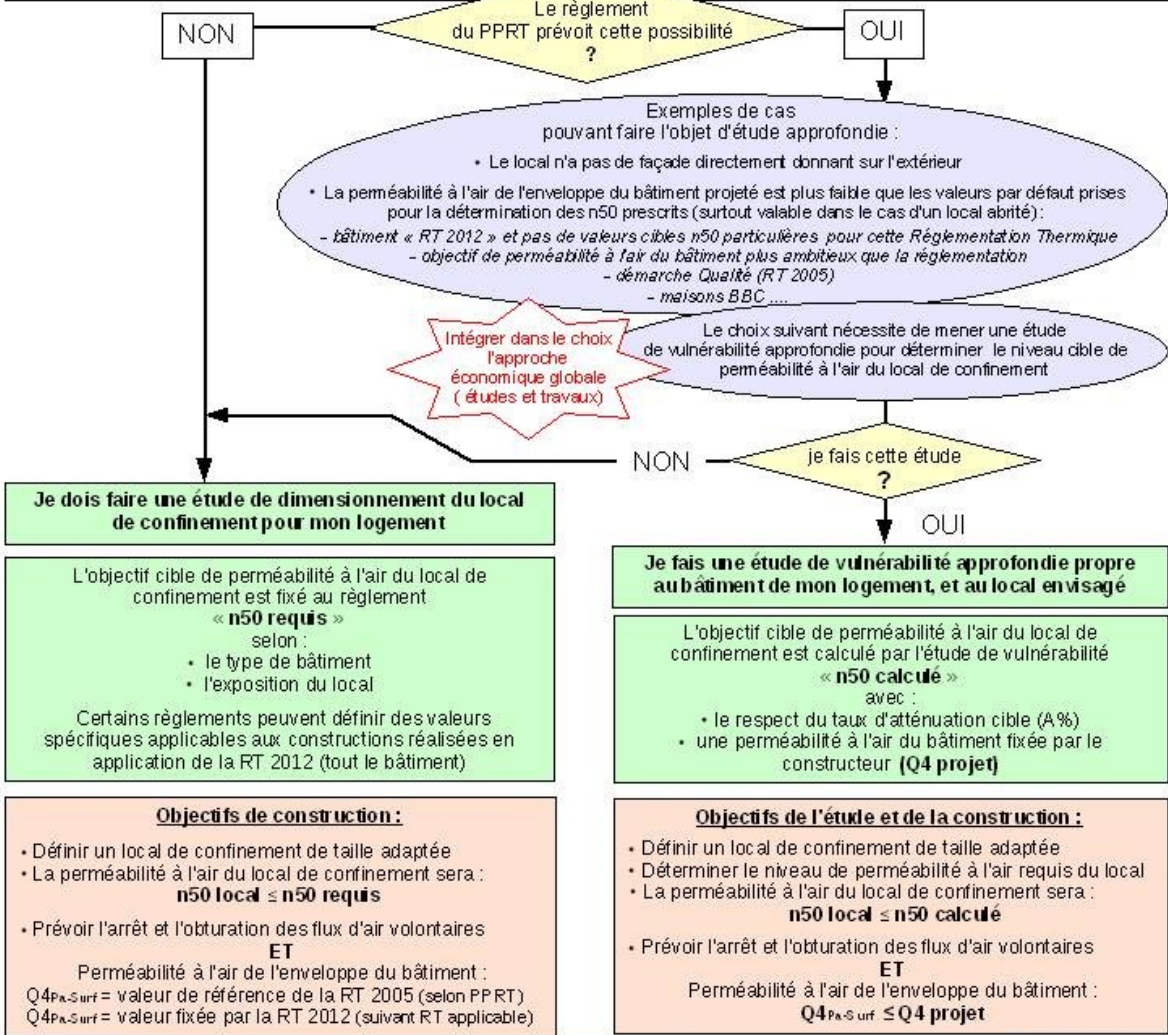 Le règlement
du PPRT prévoit cette possibilité
?
NON
OUI
Exemples de cas
pouvant faire l'objet d'étude approfondie :
• Le local n'a pas de façade directement donnant sur l'extérieur
• La perméabilité à l'air de l'enveloppe du bâtiment projeté est plus faible que les valeurs par défaut prises
pour la détermination des n50 prescrits (surtout valable dans le cas d'un local abrité) :
– bâtiment « RT 2012 » et pas de valeurs cibles n50 particulières pour cette Réglementation Thermique
– objectif de perméabilité à l'air du bâtiment plus ambitieux que la réglementation
– démarche Qualité (RT 2005)
– maisons BBC ....
Intégrer dans le choix
l'approche
économique globale
( études et travaux)
Le choix suivant nécessite de mener une étude
de vulnérabilité approfondie pour déterminer le niveau cible de
perméabilité à l'air du local de confinement
NON
je fais cette étude
?
OUI
Je dois faire une étude de dimensionnement du local
de confinement pour mon logement
L'objectif cible de perméabilité à l'air du local de
confinement est fixé au règlement
« n50 requis »
selon :
• le type de bâtiment
• l'exposition du local
Certains règlements peuvent définir des valeurs
spécifiques applicables aux constructions réalisées en
application de la RT 2012 (tout le bâtiment)
Objectifs de construction :
• Définir un local de confinement de taille adaptée
• La perméabilité à l'air du local de confinement sera :
n50 local ≤ n50 requis
• Prévoir l'arrêt et l'obturation des flux d'air volontaires
ET
Perméabilité à l'air de l'enveloppe du bâtiment :
Q4Pa-Surf = valeur de référence de la RT 2005 (selon PPRT)
Q4Pa-Surf = valeur fixée par la RT 2012 (suivant RT applicable)
Je fais une étude de vulnérabilité approfondie propre
au bâtiment de mon logement, et au local envisagé
L'objectif cible de perméabilité à l'air du local de
confinement est calculé par l'étude de vulnérabilité
« n50 calculé »
avec :
• le respect du taux d'atténuation cible (A%)
• une perméabilité à l'air du bâtiment fixée par le
constructeur (Q4 projet)
Objectifs de l'étude et de la construction :
• Définir un local de confinement de taille adaptée
• Déterminer le niveau de perméabilité à l'air requis du local
• La perméabilité à l'air du local de confinement sera :
n50 local ≤ n50 calculé
• Prévoir l'arrêt et l'obturation des flux d'air volontaires
ET
Perméabilité à l'air de l'enveloppe du bâtiment :
Q4Pa-Surf ≤ Q4 projet